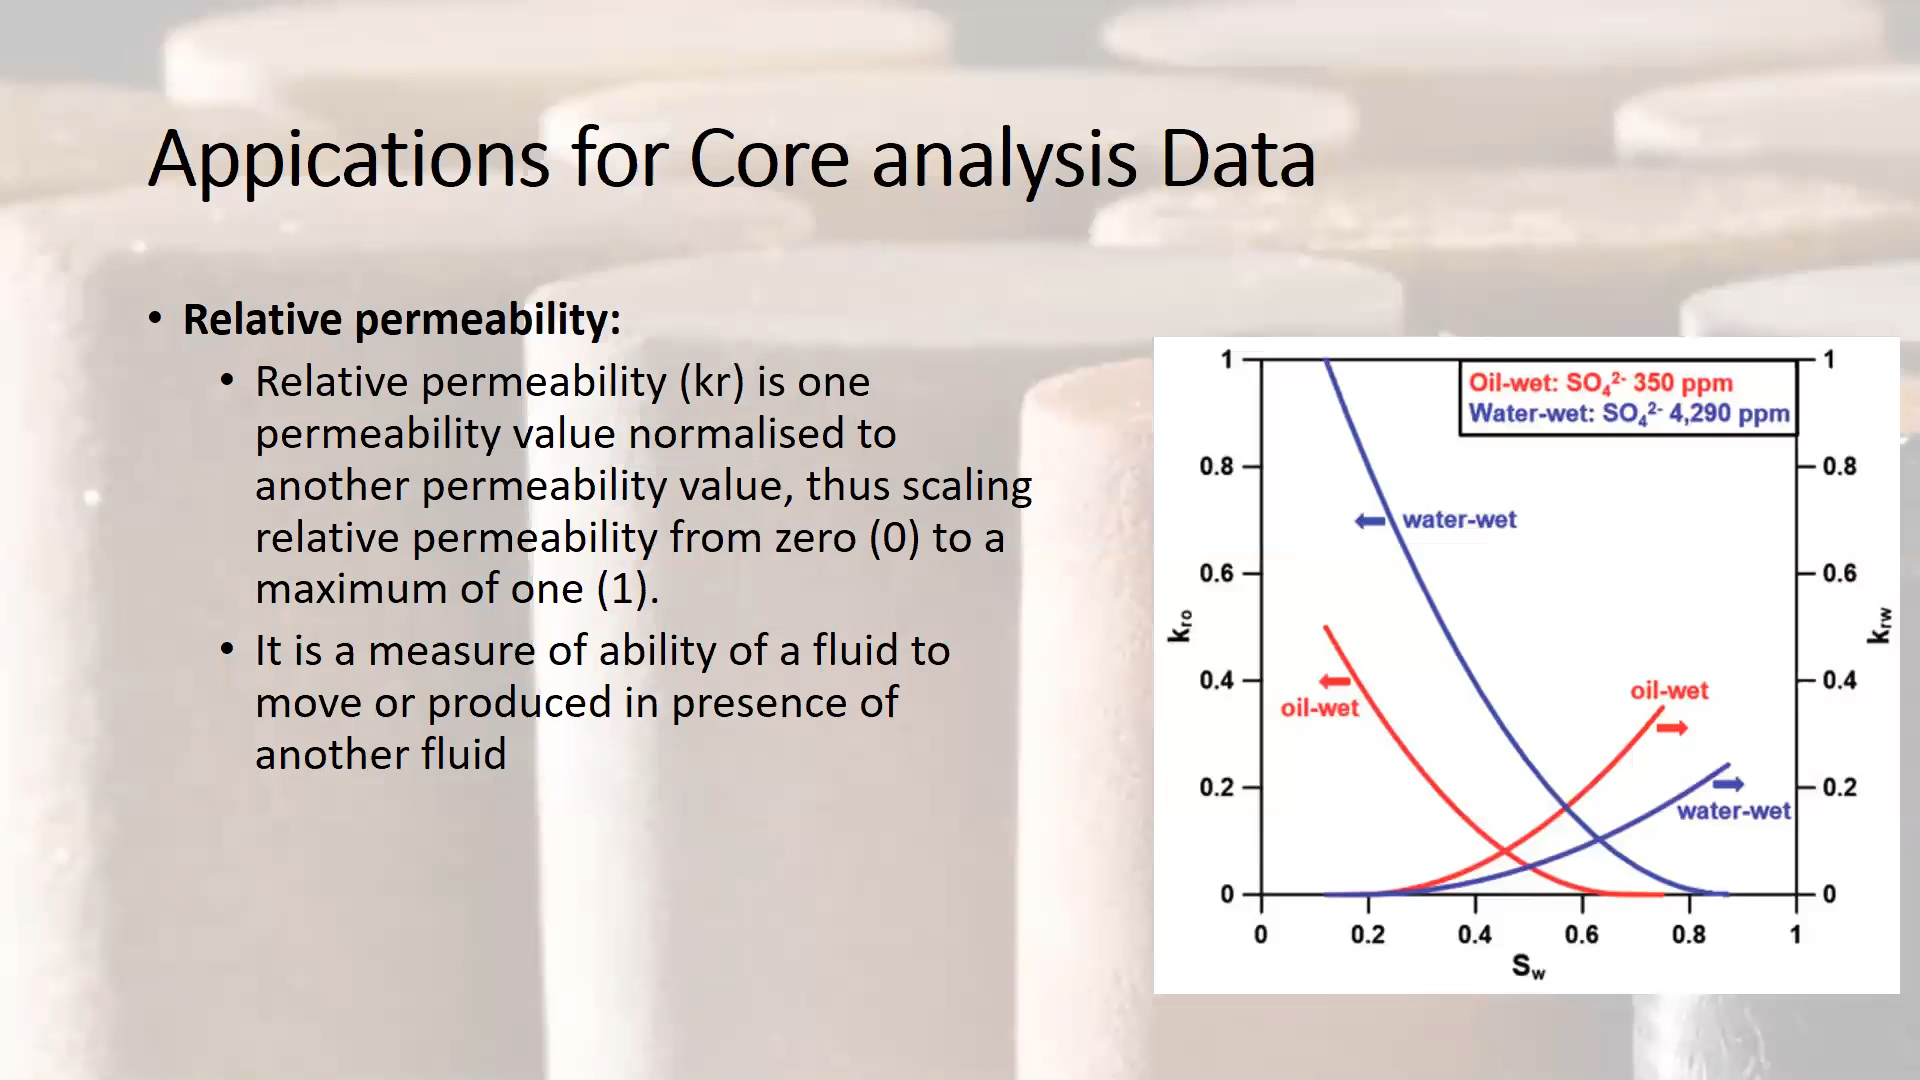 Appications for Core analysis Data
• Relative permeability:
• Relative permeability (kr) is one
permeability value normalised to
another permeability value, thus scaling
relative permeability from zero (0) to a
maximum of one (1).
• It is a measure of ability of a fluid to
move or produced in presence of
another fluid
Oil-wet: SO₄²⁻ 350 ppm
Water-wet: SO₄²⁻ 4,290 ppm
1
0.8
0.6
0.4
0.2
0
kro
1
0.8
0.6
0.4
0.2
0
krw
water-wet
oil-wet
oil-wet
water-wet
0 0.2 0.4 0.6 0.8 1
Sw